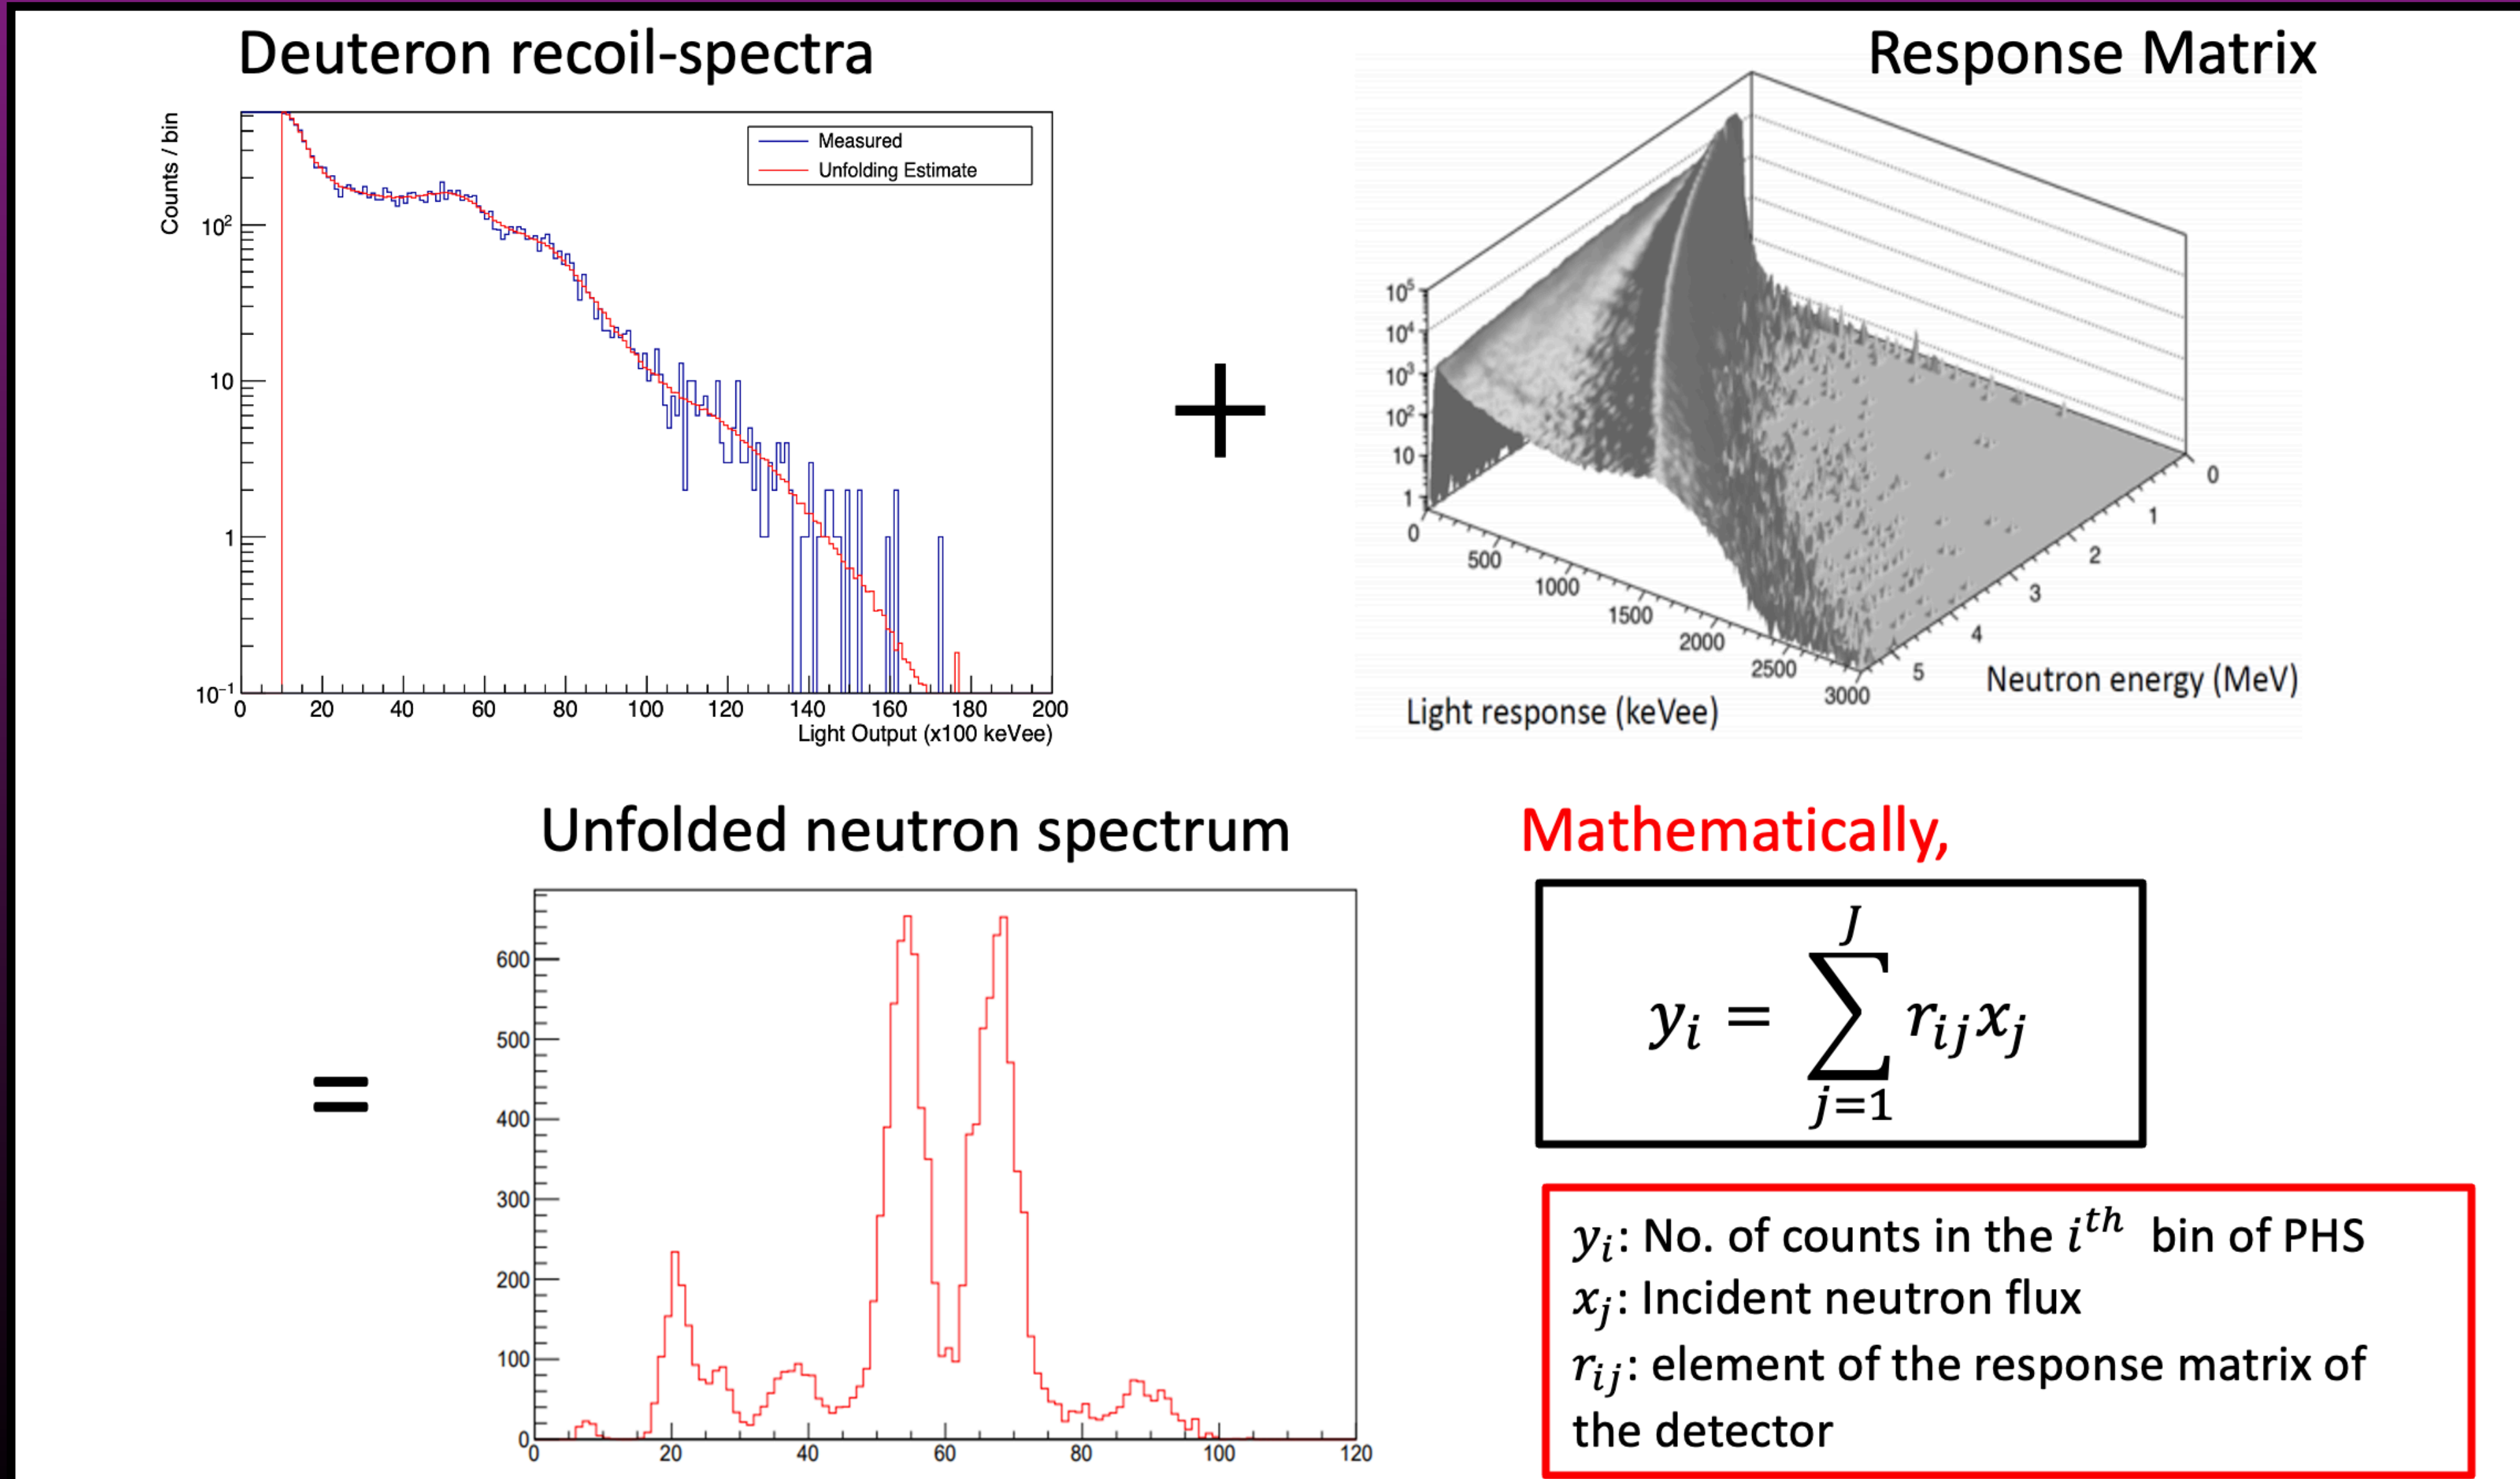 Deuteron recoil-spectra
Counts / bin
Measured
Unfolding Estimate
10²
10
1
10⁻¹
0 20 40 60 80 100 120 140 160 180 200
Light Output (x100 keVee)
+
Response Matrix
10⁵
10⁴
10³
10²
10
1
0 500 1000 1500 2000 2500 3000
Light response (keVee)
0 1 2 3 4 5
Neutron energy (MeV)
=
Unfolded neutron spectrum
600
500
400
300
200
100
0
0 20 40 60 80 100 120
Mathematically,
yᵢ = ∑_{j=1}^{J} r_{ij}x_j
yᵢ: No. of counts in the i^{th} bin of PHS
x_j: Incident neutron flux
r_{ij}: element of the response matrix of
the detector